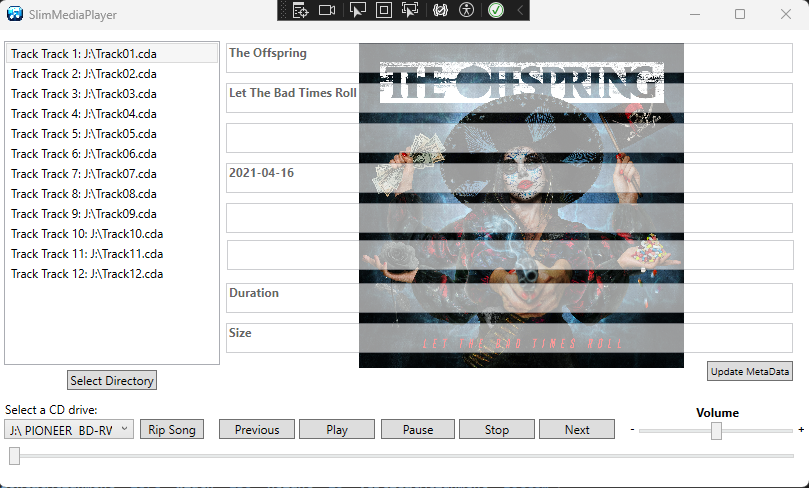 SlimMediaPlayer
Track Track 1: J:\Track01.cda
Track Track 2: J:\Track02.cda
Track Track 3: J:\Track03.cda
Track Track 4: J:\Track04.cda
Track Track 5: J:\Track05.cda
Track Track 6: J:\Track06.cda
Track Track 7: J:\Track07.cda
Track Track 8: J:\Track08.cda
Track Track 9: J:\Track09.cda
Track Track 10: J:\Track10.cda
Track Track 11: J:\Track11.cda
Track Track 12: J:\Track12.cda
The Offspring
Let The Bad Times Roll
2021-04-16
Duration
Size
THE OFFSPRING
LET THE BAD TIMES ROLL
Select Directory
Update MetaData
Select a CD drive:
J:\ PIONEER BD-RW
Rip Song
Previous
Play
Pause
Stop
Next
Volume
- +